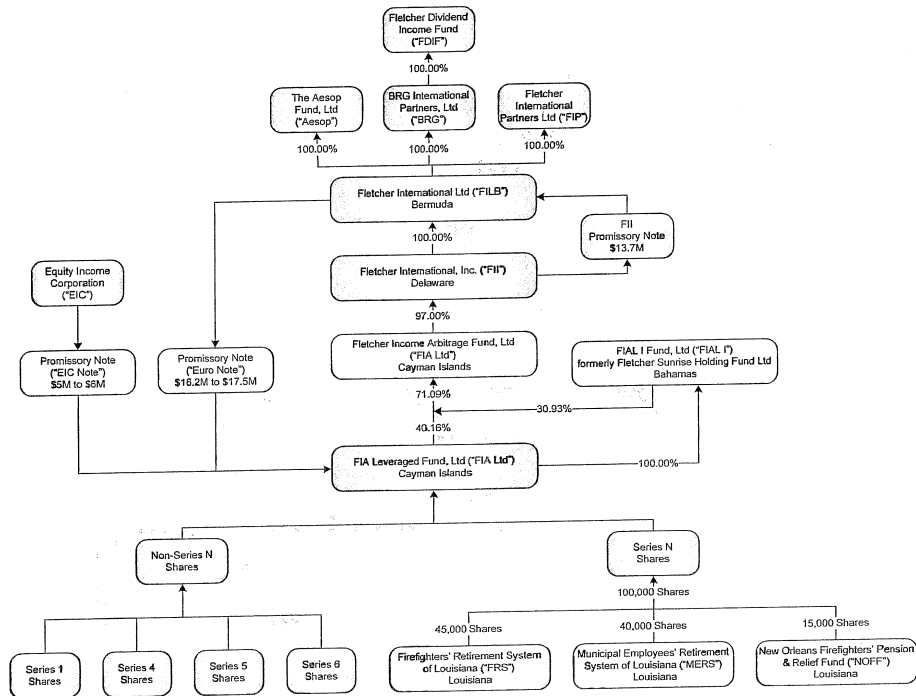 Fletcher Dividend
Income Fund
("FDIF")
100.00%
The Aesop
Fund, Ltd
("Aesop")
BRG International
Partners, Ltd
("BRG")
Fletcher
International
Partners Ltd ("FIP")
100.00%
100.00%
100.00%
Fletcher International Ltd ("FILB")
Bermuda
FII
Promissory Note
$13.7M
100.00%
Equity Income
Corporation
("EIC")
Fletcher International, Inc. ("FII")
Delaware
97.00%
Promissory Note
("EIC Note")
$5M to $6M
Promissory Note
("Euro Note")
$16.2M to $17.5M
Fletcher Income Arbitrage Fund, Ltd
("FIA Ltd")
Cayman Islands
FIAL I Fund, Ltd ("FIAL I")
formerly Fletcher Sunrise Holding Fund Ltd
Bahamas
71.09%
30.93%
40.16%
FIA Leveraged Fund, Ltd ("FIA Ltd")
Cayman Islands
100.00%
Non-Series N
Shares
Series N
Shares
100,000 Shares
45,000 Shares
40,000 Shares
15,000 Shares
Series 1
Shares
Series 4
Shares
Series 5
Shares
Series 6
Shares
Firefighters' Retirement System
of Louisiana ("FRS")
Louisiana
Municipal Employees' Retirement
System of Louisiana ("MERS")
Louisiana
New Orleans Firefighters' Pension
& Relief Fund ("NOFF")
Louisiana